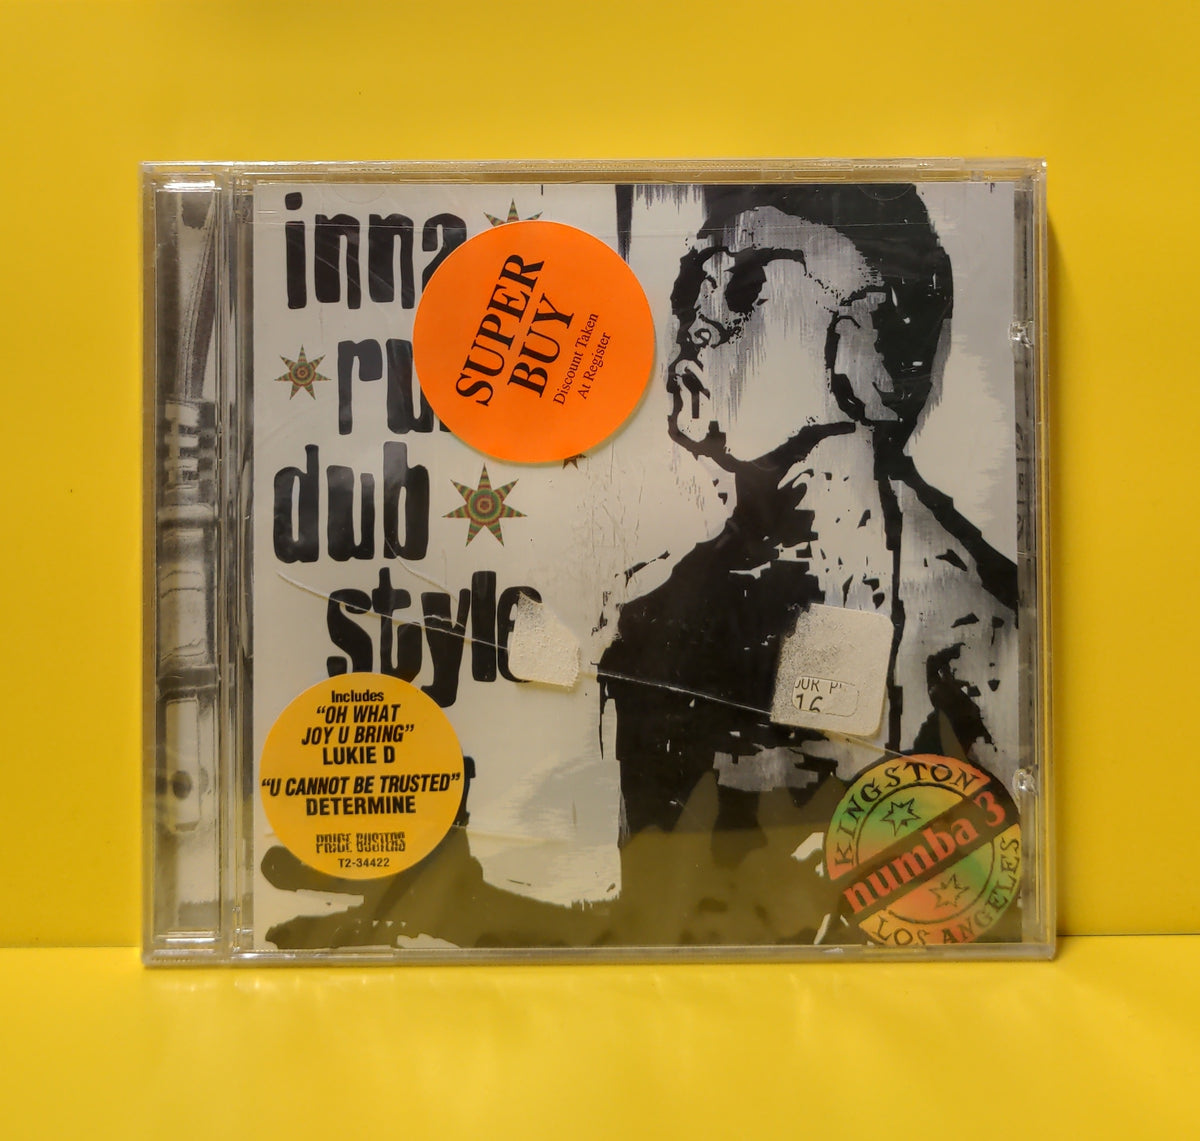 inna
dub
style
SUPER
BUY
Discount Taken
At Register
Includes
“OH WHAT
JOY U BRING”
LUKIE D
“U CANNOT BE TRUSTED”
DETERMINE
PRICE BUSTERS
T2-34422
16
KINGSTON
numba 3
LOS ANGELES